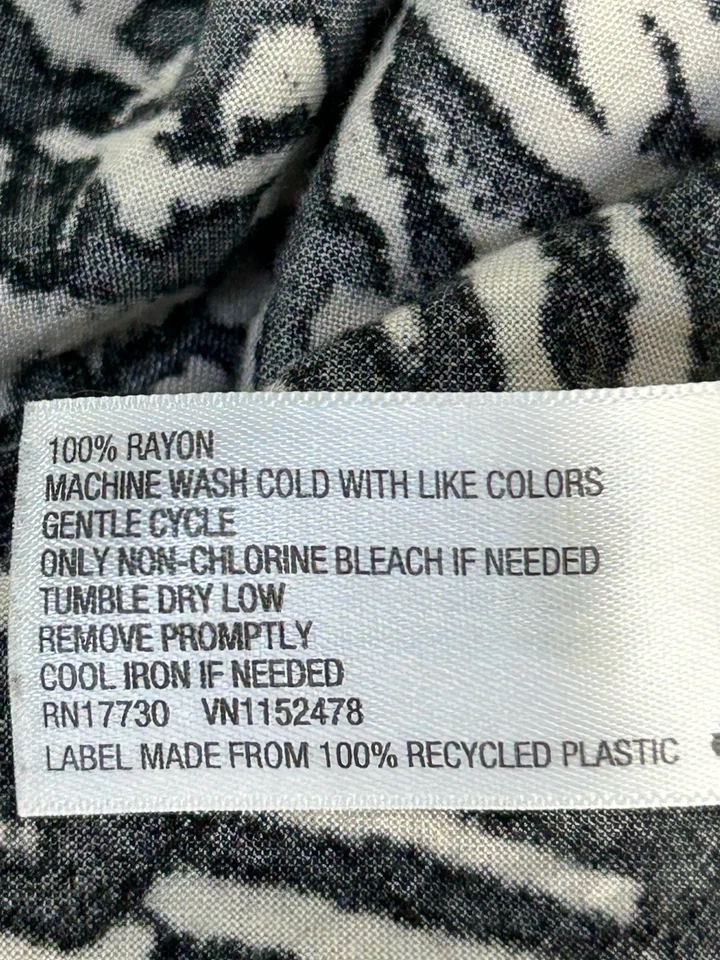 100% RAYON
MACHINE WASH COLD WITH LIKE COLORS
GENTLE CYCLE
ONLY NON-CHLORINE BLEACH IF NEEDED
TUMBLE DRY LOW
REMOVE PROMPTLY
COOL IRON IF NEEDED
RN17730 VN1152478
LABEL MADE FROM 100% RECYCLED PLASTIC